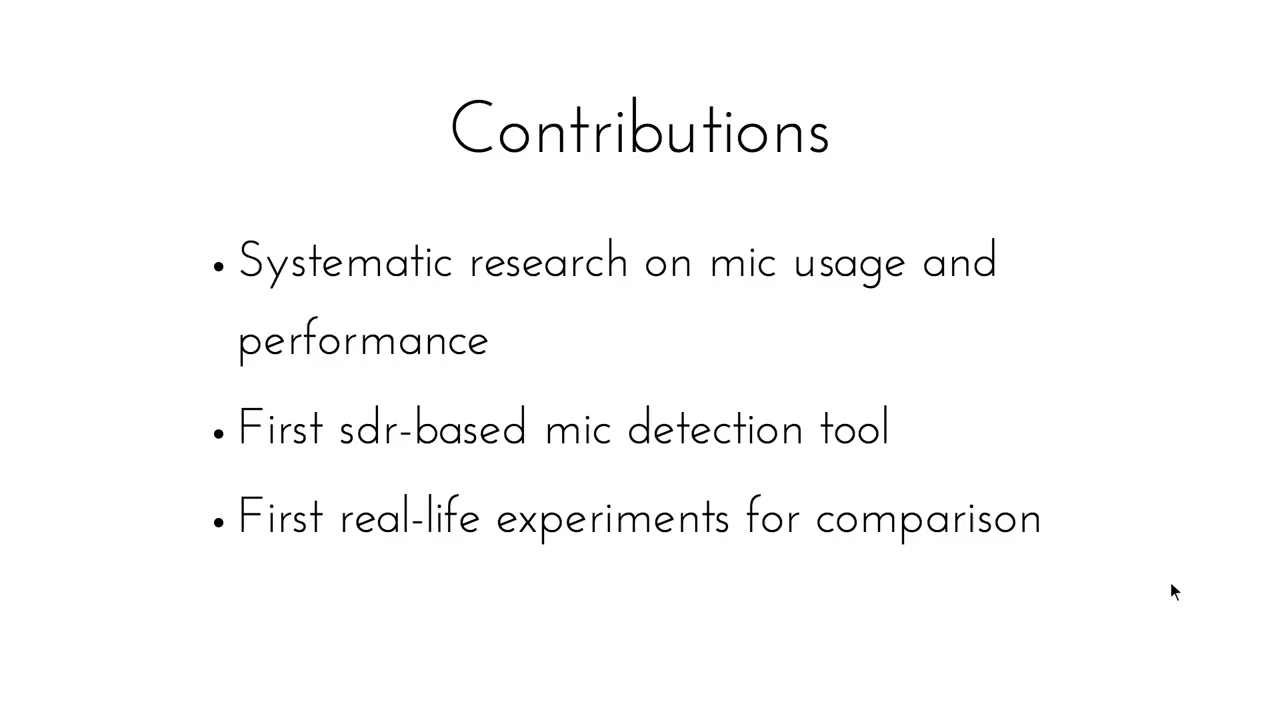 Contributions
• Systematic research on mic usage and
performance
• First sdr-based mic detection tool
• First real-life experiments for comparison